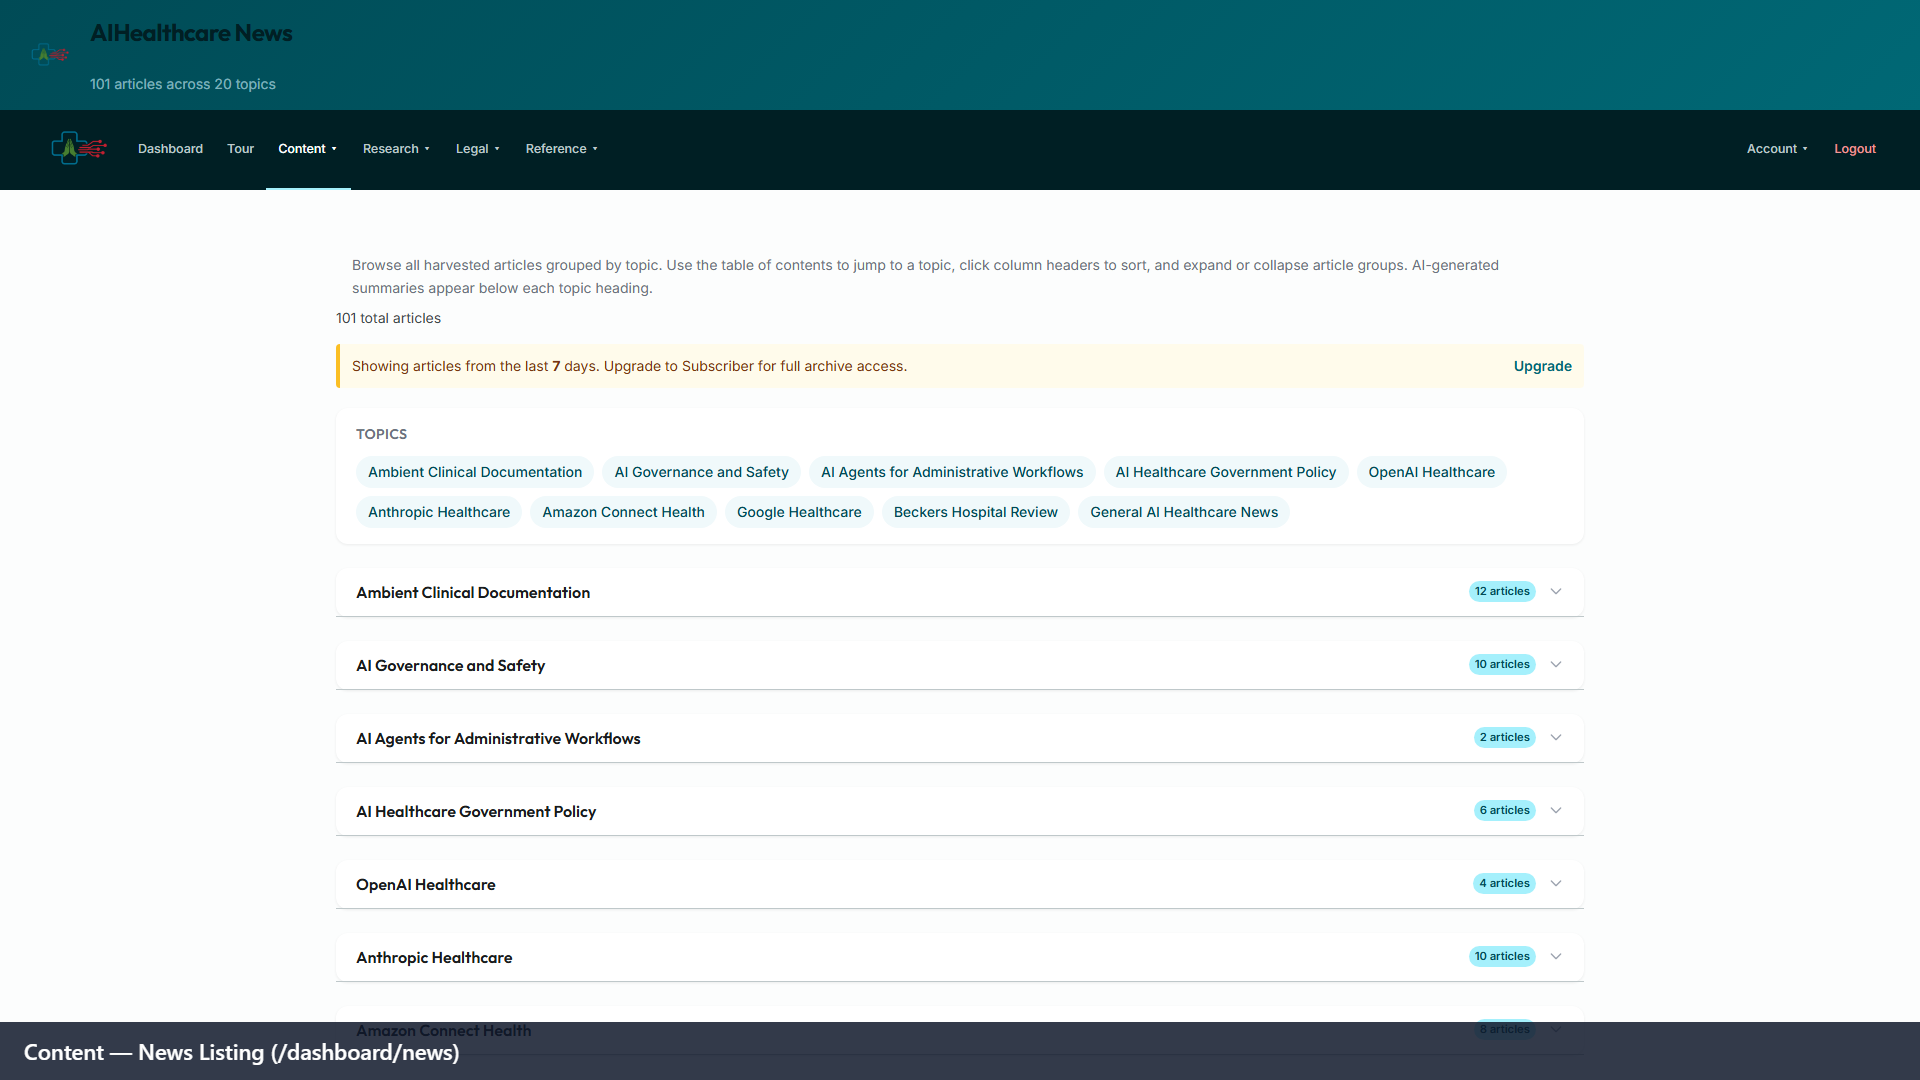 AIHealthcare News
101 articles across 20 topics
Dashboard Tour Content Research Legal Reference Account Logout
Browse all harvested articles grouped by topic. Use the table of contents to jump to a topic, click column headers to sort, and expand or collapse article groups. AI-generated
summaries appear below each topic heading.
101 total articles
Showing articles from the last 7 days. Upgrade to Subscriber for full archive access. Upgrade
TOPICS
Ambient Clinical Documentation AI Governance and Safety AI Agents for Administrative Workflows AI Healthcare Government Policy OpenAI Healthcare
Anthropic Healthcare Amazon Connect Health Google Healthcare Beckers Hospital Review General AI Healthcare News
Ambient Clinical Documentation 12 articles
AI Governance and Safety 10 articles
AI Agents for Administrative Workflows 2 articles
AI Healthcare Government Policy 6 articles
OpenAI Healthcare 4 articles
Anthropic Healthcare 10 articles
Amazon Connect Health 8 articles
Content — News Listing (/dashboard/news)